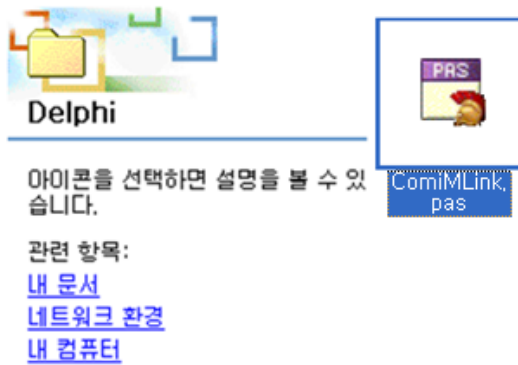 Delphi
아이콘을 선택하면 설명을 볼 수 있
습니다.
관련 항목:
내 문서
네트워크 환경
내 컴퓨터
PAS
ComiMLink,
pas